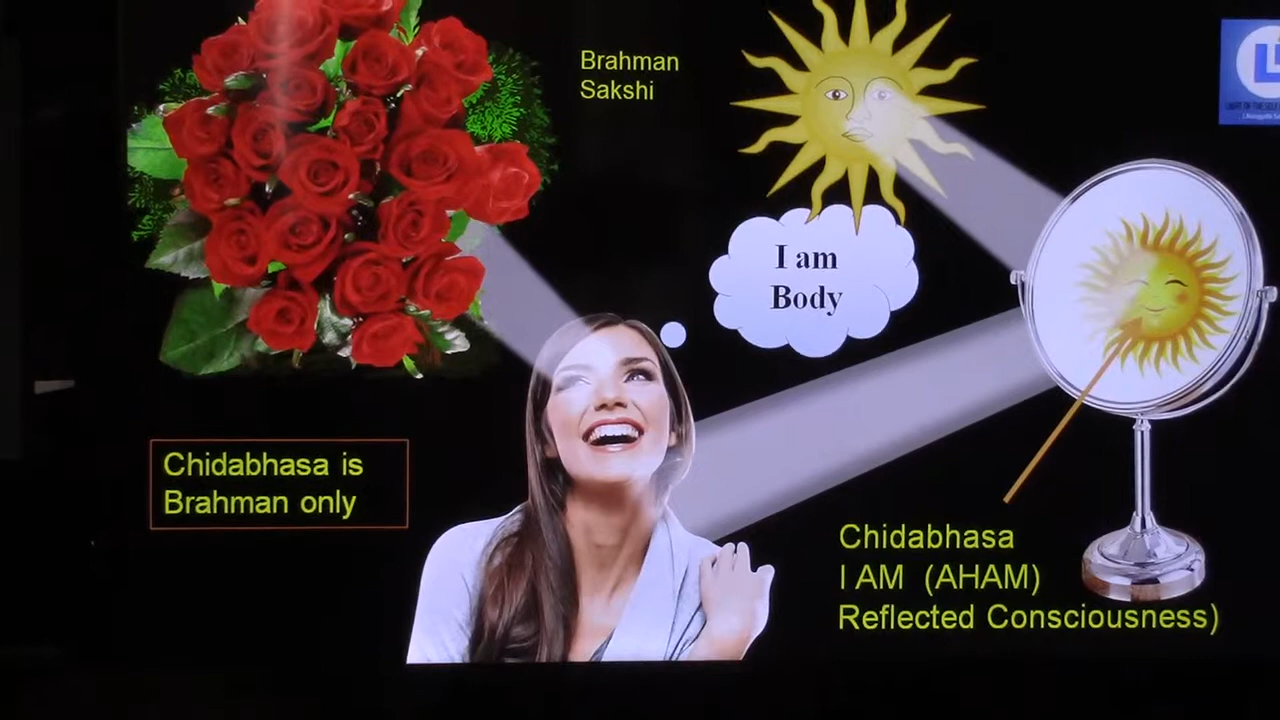 Brahman
Sakshi
I am
Body
Chidabhasa is
Brahman only
Chidabhasa
I AM (AHAM)
Reflected Consciousness)